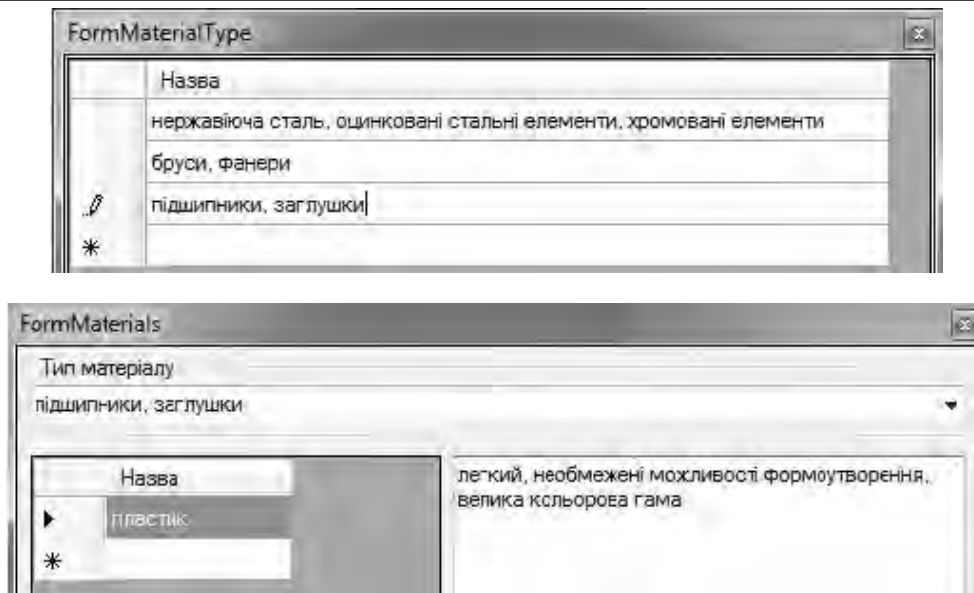 FormMaterialType
Назва
нержавіюча сталь, оцинковані стальні елементи, хромовані елементи
бруси, фанери
підшипники, заглушки
FormMaterials
Тип матеріалу
підшипники, заглушки
Назва
пластик
легкий, необмежені можливості формоутворення,
велика кольорова гама